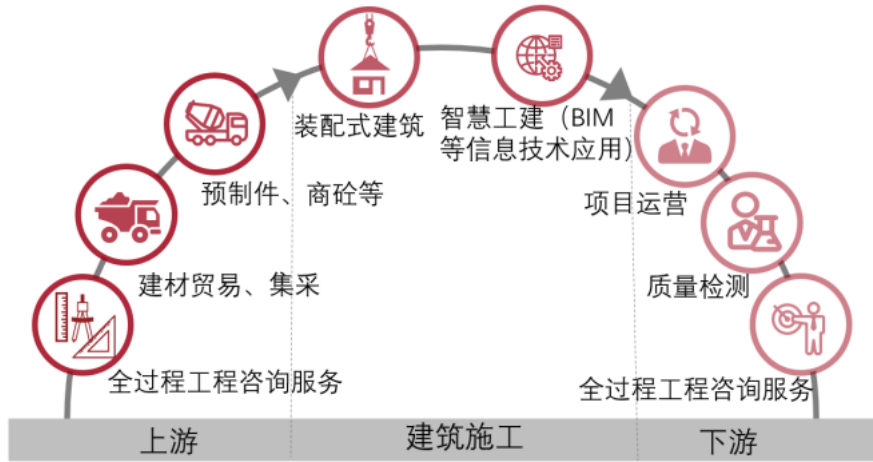 装配式建筑
智慧工建（BIM
等信息技术应用）
预制件、商砼等
项目运营
建材贸易、集采
质量检测
全过程工程咨询服务
全过程工程咨询服务
上游
建筑施工
下游